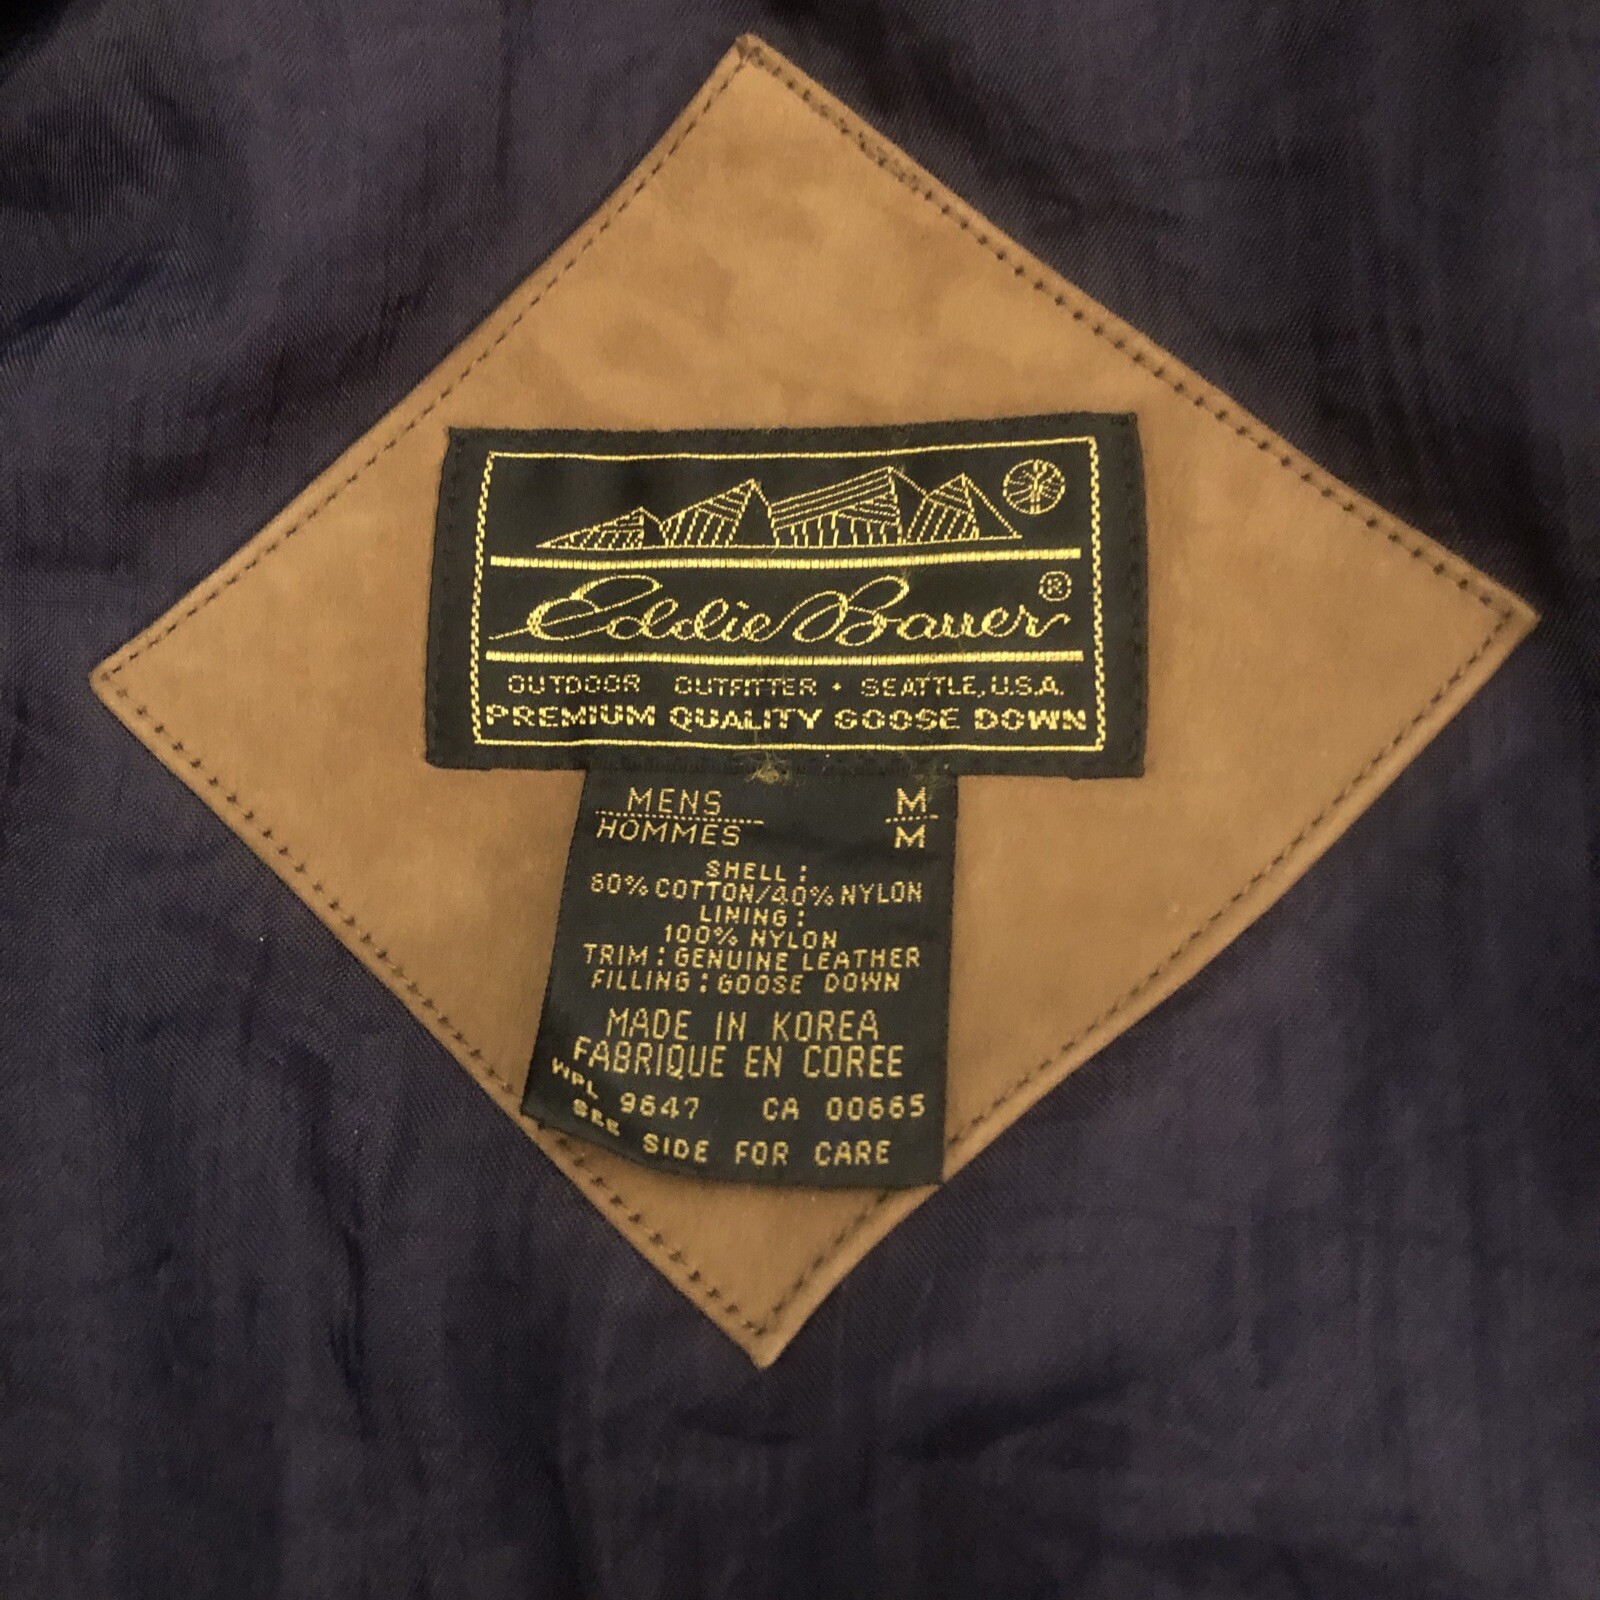 Eddie Bauer®
OUTDOOR OUTFITTER • SEATTLE, U.S.A.
PREMIUM QUALITY GOOSE DOWN
MENS M
HOMMES M
SHELL:
60% COTTON/40% NYLON
LINING:
100% NYLON
TRIM: GENUINE LEATHER
FILLING: GOOSE DOWN
MADE IN KOREA
FABRIQUE EN COREE
WPL 9647 CA 00665
SEE SIDE FOR CARE